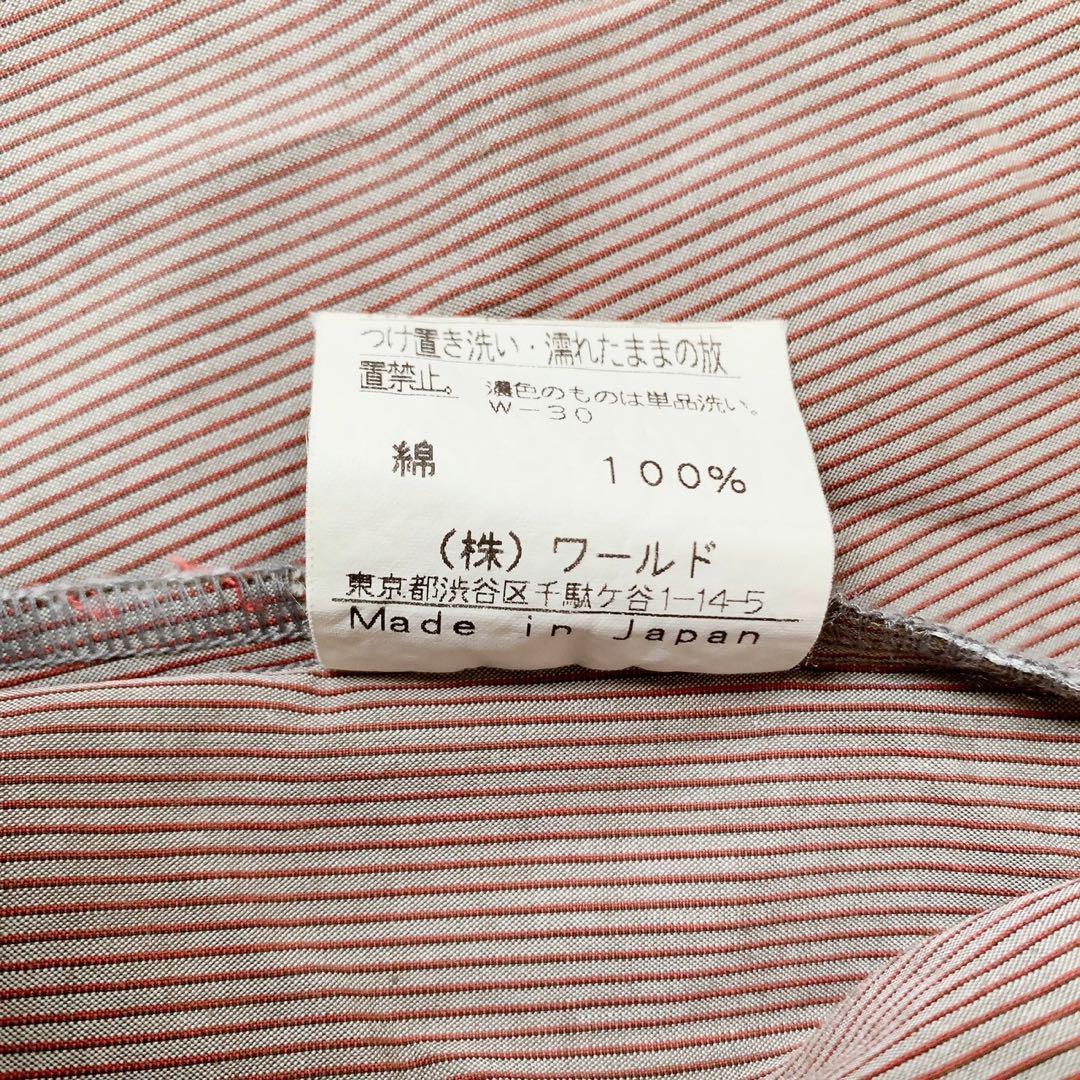 つけ置き洗い・濡れたままの放
置禁止。 濃色のものは単品洗い。
W-30
綿 100%
(株) ワールド
東京都渋谷区千駄ケ谷1-14-5
Made in Japan